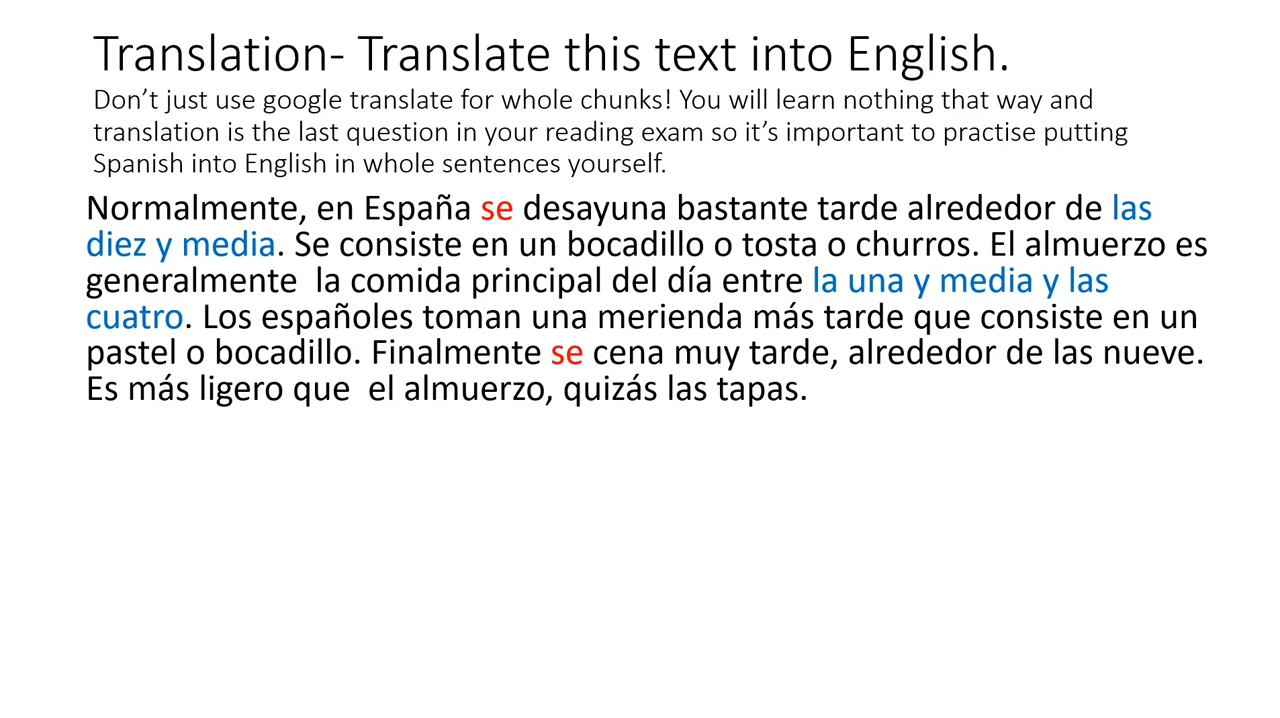 Translation- Translate this text into English.
Don’t just use google translate for whole chunks! You will learn nothing that way and
translation is the last question in your reading exam so it’s important to practise putting
Spanish into English in whole sentences yourself.
Normalmente, en España se desayuna bastante tarde alrededor de las
diez y media. Se consiste en un bocadillo o tosta o churros. El almuerzo es
generalmente  la comida principal del día entre la una y media y las
cuatro. Los españoles toman una merienda más tarde que consiste en un
pastel o bocadillo. Finalmente se cena muy tarde, alrededor de las nueve.
Es más ligero que  el almuerzo, quizás las tapas.